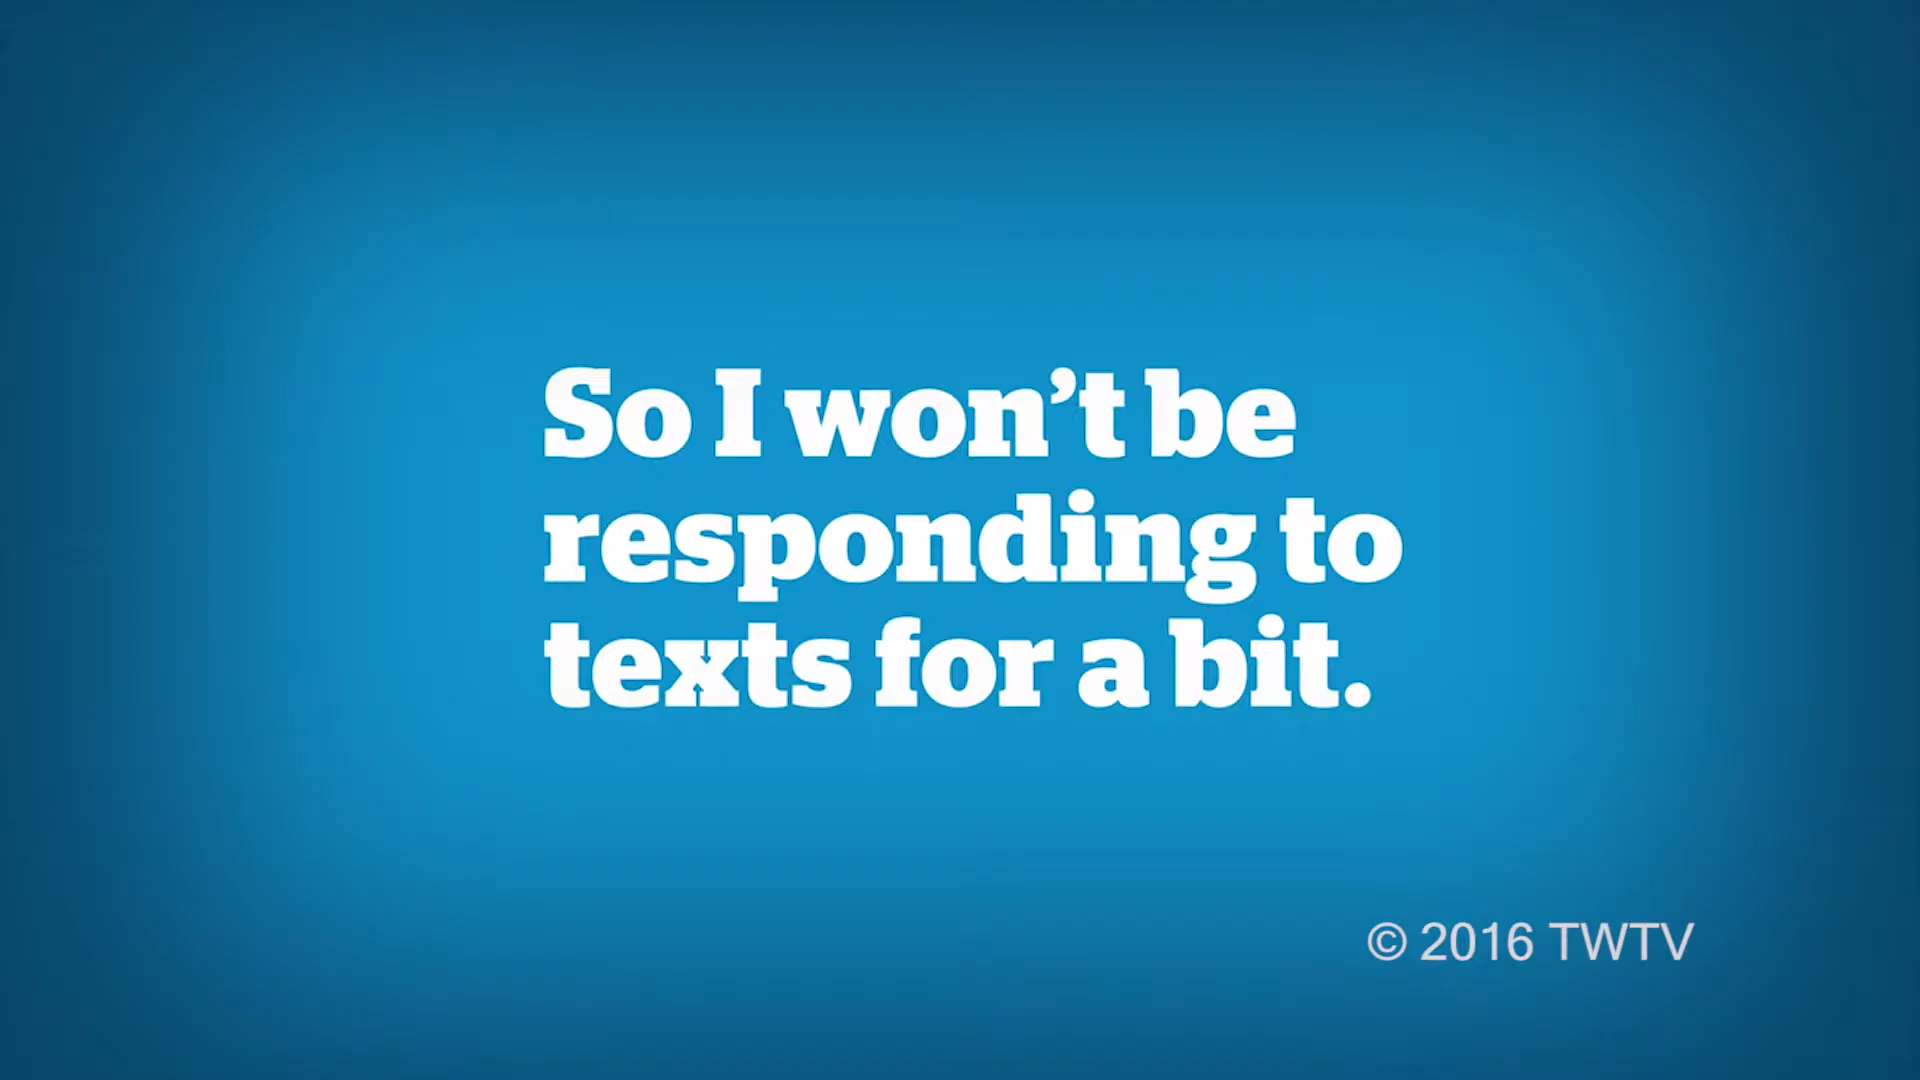 So I won’t be
responding to
texts for a bit.
© 2016 TWTV